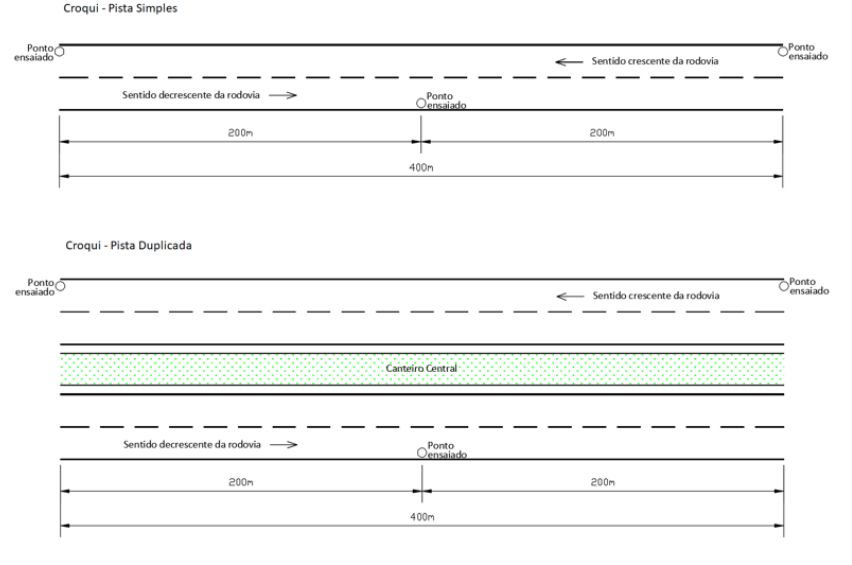 Croqui - Pista Simples
Ponto
ensaiado
Ponto
ensaiado
Sentido crescente da rodovia
Sentido decrescente da rodovia
Ponto
ensaiado
200m
200m
400m
Croqui - Pista Duplicada
Ponto
ensaiado
Ponto
ensaiado
Sentido crescente da rodovia
Canteiro Central
Sentido decrescente da rodovia
Ponto
ensaiado
200m
200m
400m